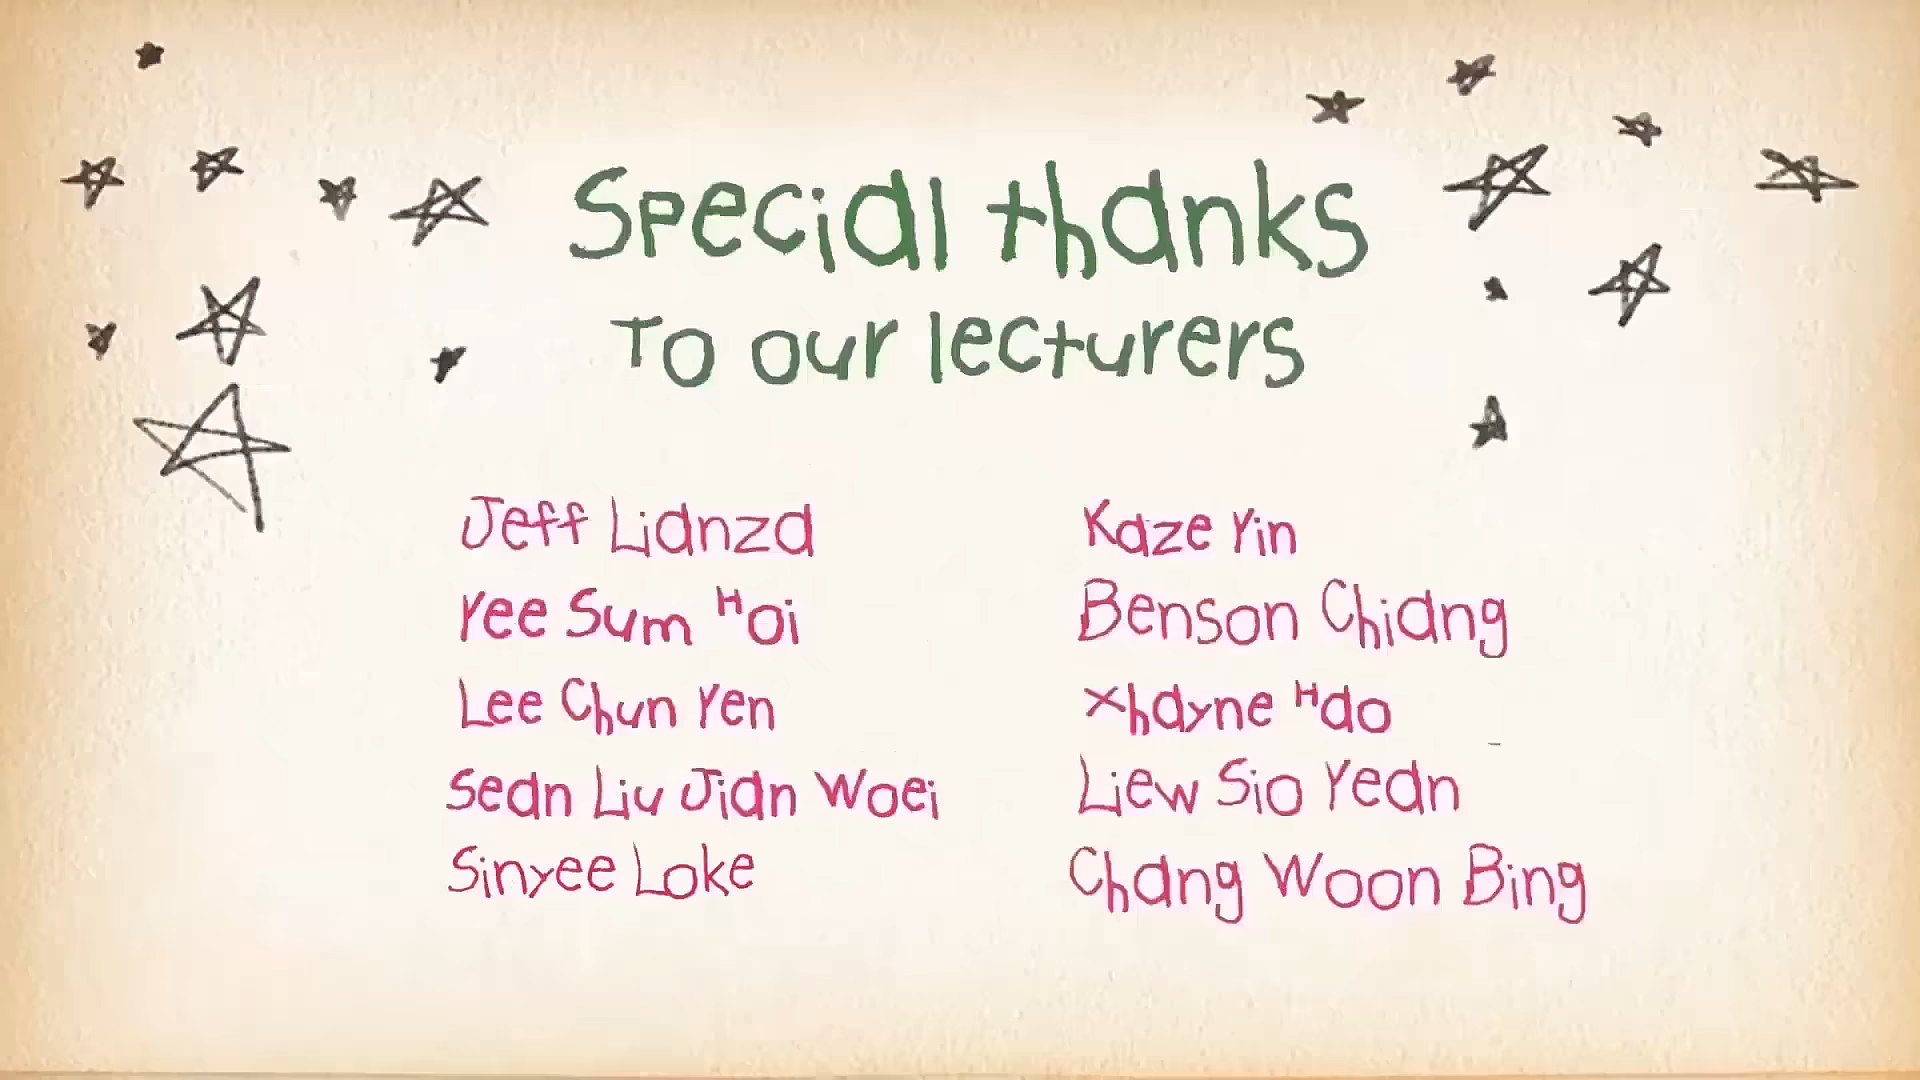 Special thanks
To our lecturers
Jeff Lianza
Yee Sum Hoi
Lee Chun Yen
Sean Liu Jian Woei
Sinyee Loke
Kaze Yin
Benson Chiang
Xhayne Hao
Liew Sio Yean
Chang Woon Bing